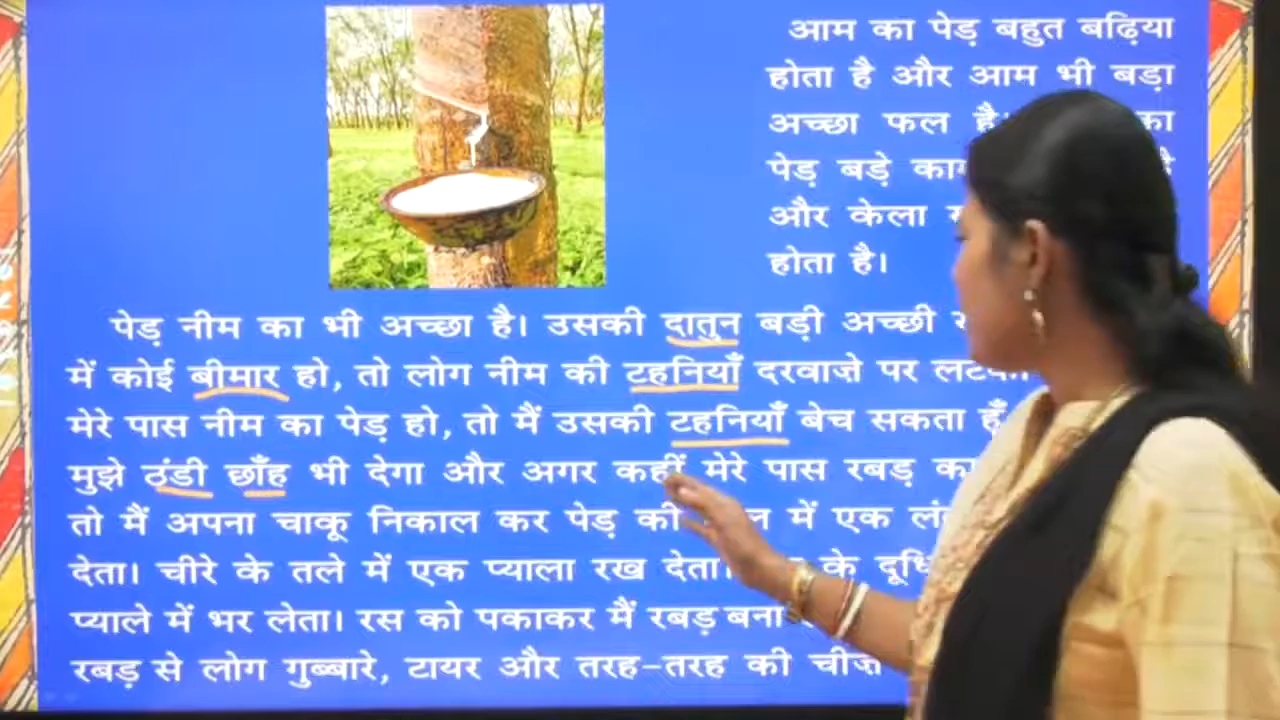 आम का पेड़ बहुत बढ़िया
होता है और आम भी बड़ा
अच्छा फल है। का
पेड़ बड़े है
और केला
होता है।
पेड़ नीम का भी अच्छा है। उसकी दातुन बड़ी अच्छी
में कोई बीमार हो, तो लोग नीम की टहनियाँ दरवाज़े पर
मेरे पास नीम का पेड़ हो, तो मैं उसकी टहनियाँ बेच सकता हूँ
मुझे ठंडी छाँह भी देगा और अगर कहीं मेरे पास रबड़
तो मैं अपना चाकू निकाल कर पेड़ की में एक
देता। चीरे के तले में एक प्याला रख देता। के
प्याले में भर लेता। रस को पकाकर मैं रबड़ बना
रबड़ से लोग गुब्बारे, टायर और तरह-तरह की